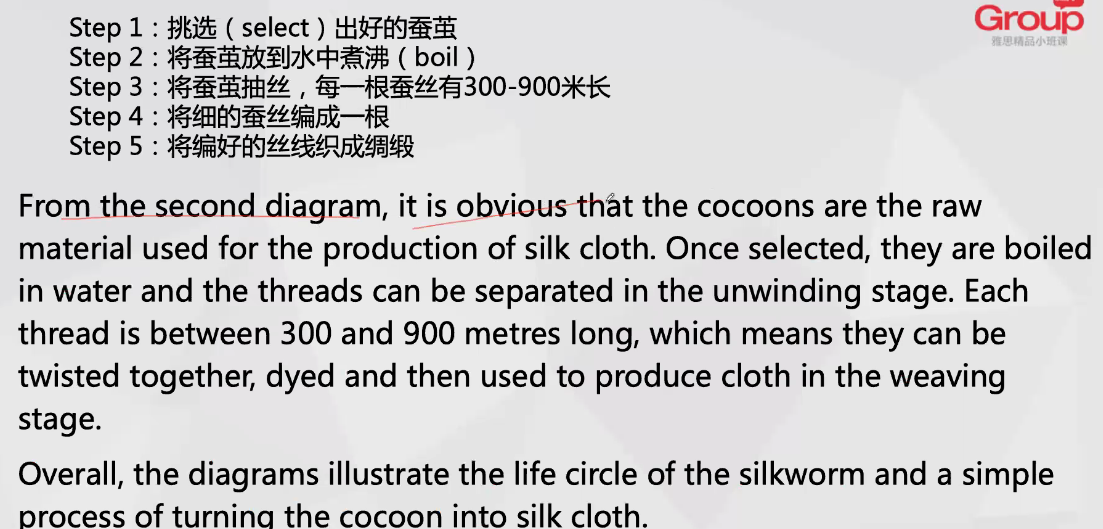 Group
雅思精品小班课
Step 1：挑选（select）出好的蚕茧
Step 2：将蚕茧放到水中煮沸（boil）
Step 3：将蚕茧抽丝，每一根蚕丝有300-900米长
Step 4：将细的蚕丝编成一根
Step 5：将编好的丝线织成绸缎
From the second diagram, it is obvious that the cocoons are the raw
material used for the production of silk cloth. Once selected, they are boiled
in water and the threads can be separated in the unwinding stage. Each
thread is between 300 and 900 metres long, which means they can be
twisted together, dyed and then used to produce cloth in the weaving
stage.
Overall, the diagrams illustrate the life circle of the silkworm and a simple
process of turning the cocoon into silk cloth.